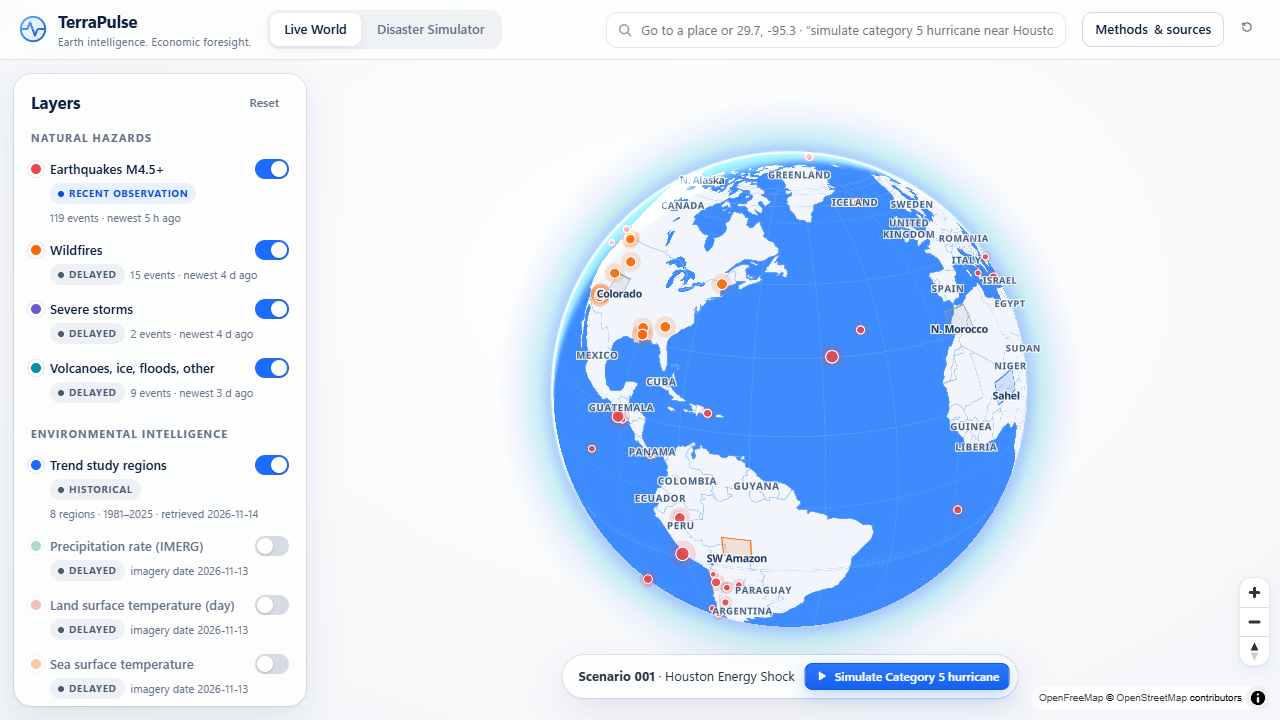 TerraPulse
Earth intelligence. Economic foresight.
Live World
Disaster Simulator
Go to a place or 29.7, -95.3 · "simulate category 5 hurricane near Housto
Methods & sources
Layers
Reset
NATURAL HAZARDS
Earthquakes M4.5+
RECENT OBSERVATION
119 events · newest 5 h ago
Wildfires
DELAYED 15 events · newest 4 d ago
Severe storms
DELAYED 2 events · newest 4 d ago
Volcanoes, ice, floods, other
DELAYED 9 events · newest 3 d ago
ENVIRONMENTAL INTELLIGENCE
Trend study regions
HISTORICAL
8 regions · 1981–2025 · retrieved 2026-11-14
Precipitation rate (IMERG)
DELAYED imagery date 2026-11-13
Land surface temperature (day)
DELAYED imagery date 2026-11-13
Sea surface temperature
DELAYED imagery date 2026-11-13
GREENLAND
N. Alaska
CANADA
ICELAND
SWEDEN
UNITED
KINGDOM
ROMANIA
ITALY
ISRAEL
SPAIN
Colorado
EGYPT
N. Morocco
MEXICO
SUDAN
NIGER
CUBA
Sahel
GUATEMALA
GUINEA
LIBERIA
PANAMA
COLOMBIA
GUYANA
ECUADOR
PERU
SW Amazon
PARAGUAY
ARGENTINA
Scenario 001 · Houston Energy Shock
Simulate Category 5 hurricane
OpenFreeMap © OpenStreetMap contributors